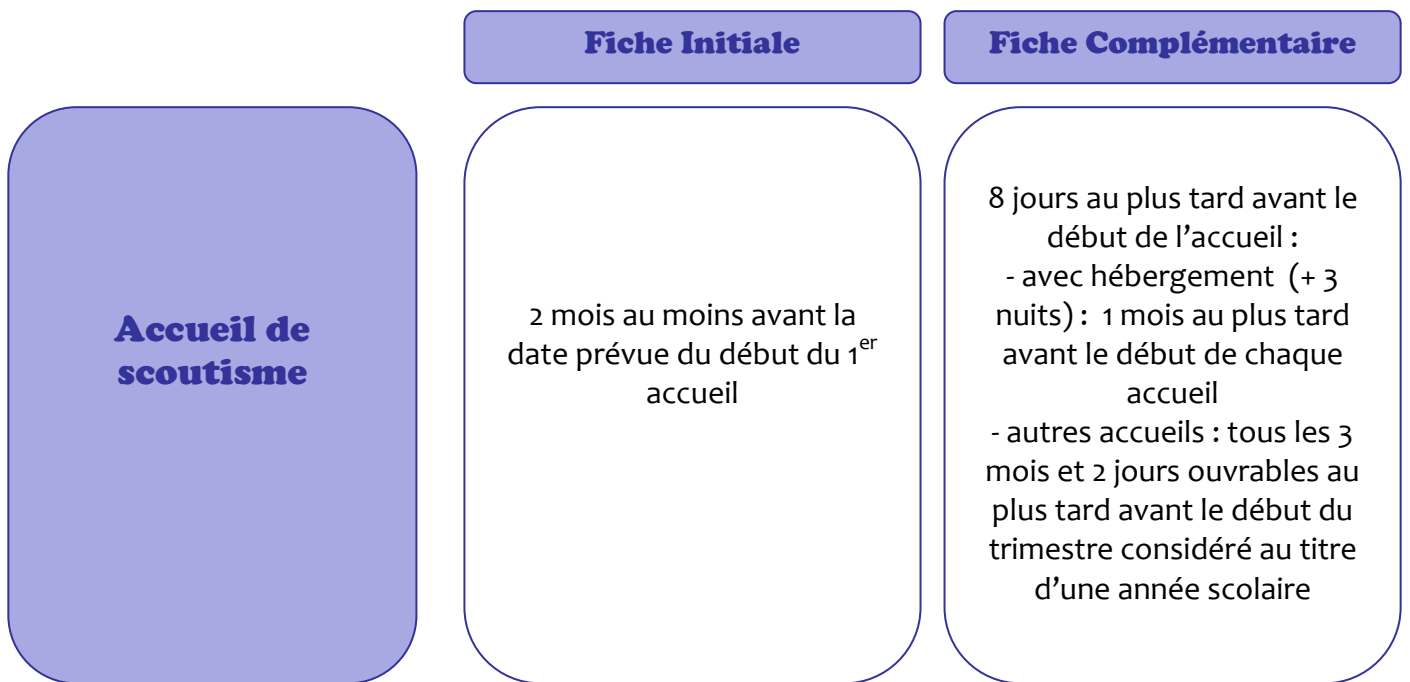 Fiche Initiale
Fiche Complémentaire
Accueil de
scoutisme
2 mois au moins avant la
date prévue du début du 1er
accueil
8 jours au plus tard avant le
début de l’accueil :
- avec hébergement (+ 3
nuits) : 1 mois au plus tard
avant le début de chaque
accueil
- autres accueils : tous les 3
mois et 2 jours ouvrables au
plus tard avant le début du
trimestre considéré au titre
d’une année scolaire